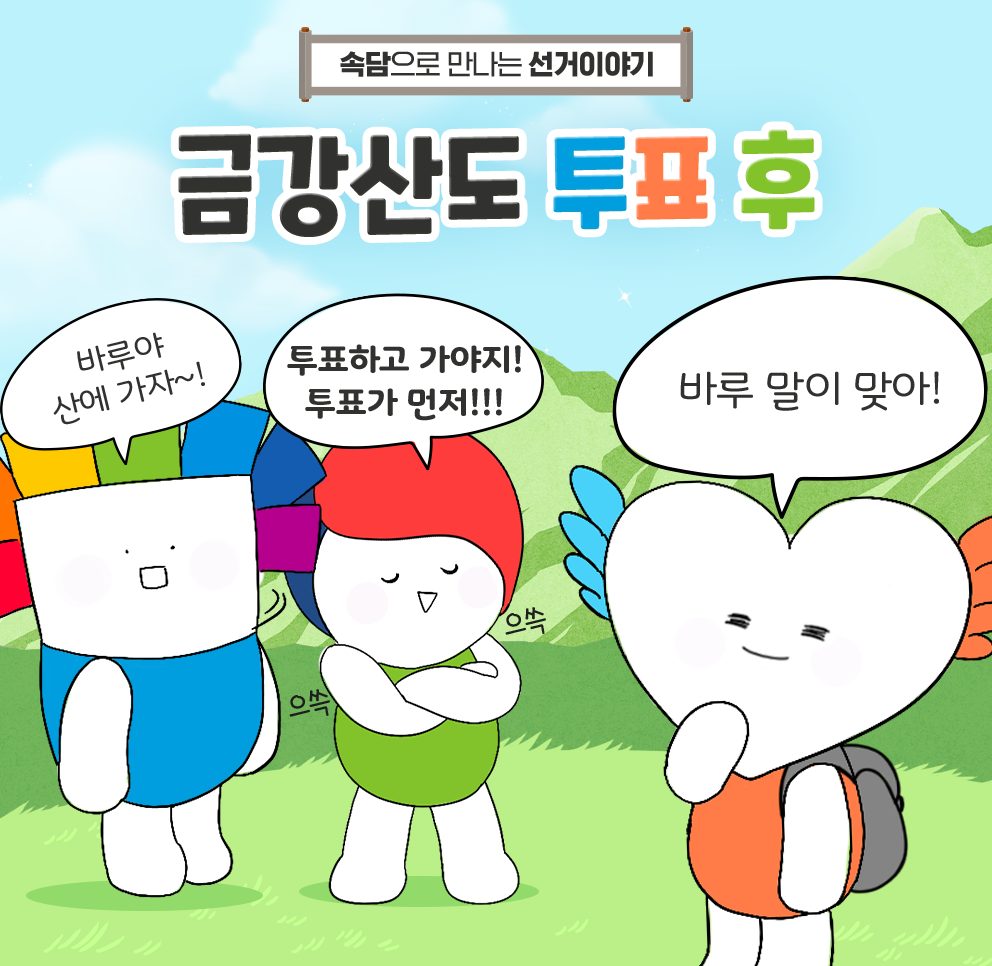 속담으로 만나는 선거이야기
금강산도 투표 후
바루야
산에 가자~!
투표하고 가야지!
투표가 먼저!!!
바루 말이 맞아!
으쓱
으쓱